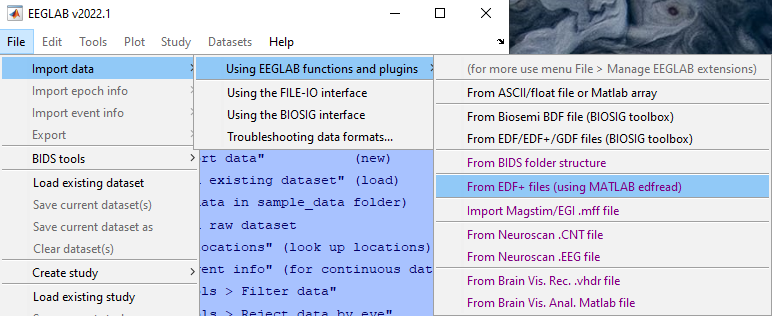 EEGLAB v2022.1
File Edit Tools Plot Study Datasets Help
Import data
Import epoch info
Import event info
Export
BIDS tools
Load existing dataset
Save current dataset(s)
Save current dataset as
Clear dataset(s)
Create study
Load existing study
Using EEGLAB functions and plugins
Using the FILE-IO interface
Using the BIOSIG interface
Troubleshooting data formats...
(for more use menu File > Manage EEGLAB extensions)
From ASCII/float file or Matlab array
From Biosemi BDF file (BIOSIG toolbox)
From EDF/EDF+/GDF files (BIOSIG toolbox)
From BIDS folder structure
From EDF+ files (using MATLAB edfread)
Import Magstim/EGI .mff file
From Neuroscan .CNT file
From Neuroscan .EEG file
From Brain Vis. Rec. .vhdr file
From Brain Vis. Anal. Matlab file
data" (new)
existing dataset" (load)
in sample_data folder)
raw dataset
(look up locations)
info" (for continuous
> Filter data"
> Reject data by eye"